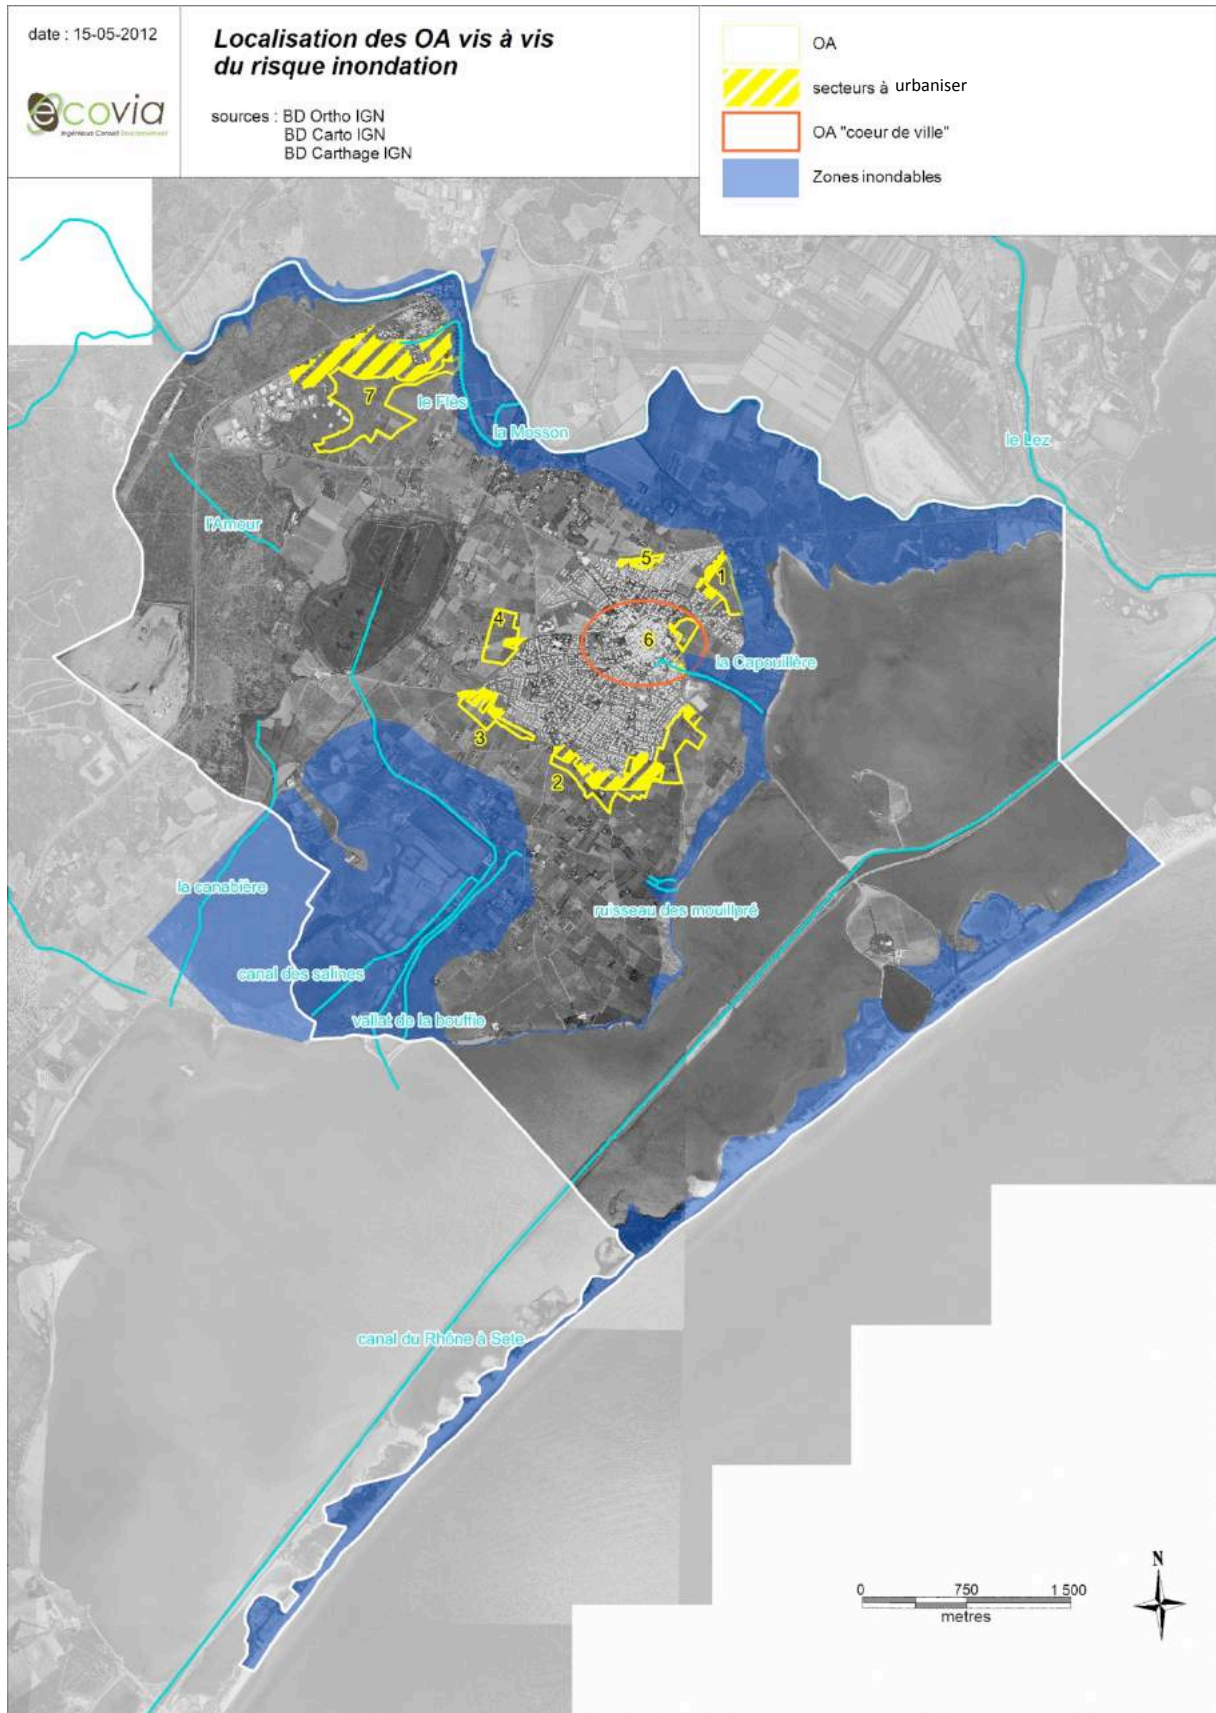 date : 15-05-2012
Localisation des OA vis à vis
du risque inondation
écovia
Ingénieurs Conseil Environnement
sources : BD Ortho IGN
BD Carto IGN
BD Carthage IGN
OA
secteurs à urbaniser
OA "coeur de ville"
Zones inondables
7
le Flès
la Mosson
le Lez
l'Amour
5
1
4
6
la Capouillère
3
2
la canabière
ruisseau des mouillpré
canal des salines
vallat de la bouffie
canal du Rhône à Sete
N
0 750 1 500
metres